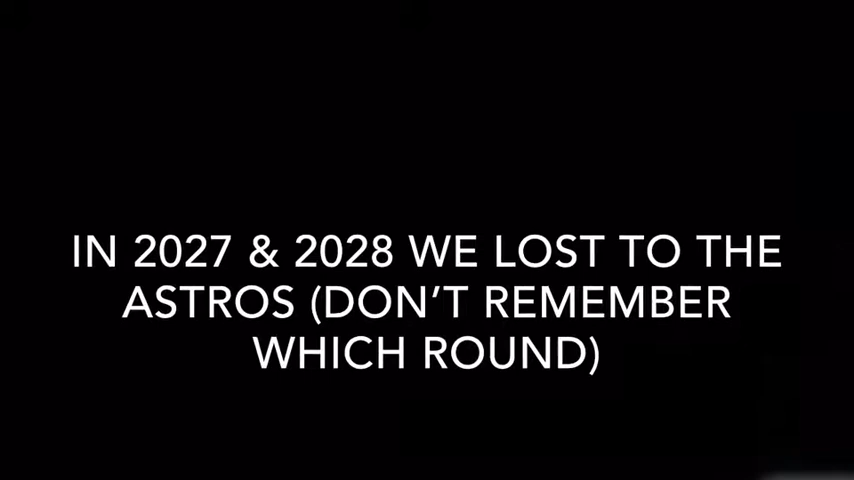 IN 2027 & 2028 WE LOST TO THE
ASTROS (DON’T REMEMBER
WHICH ROUND)